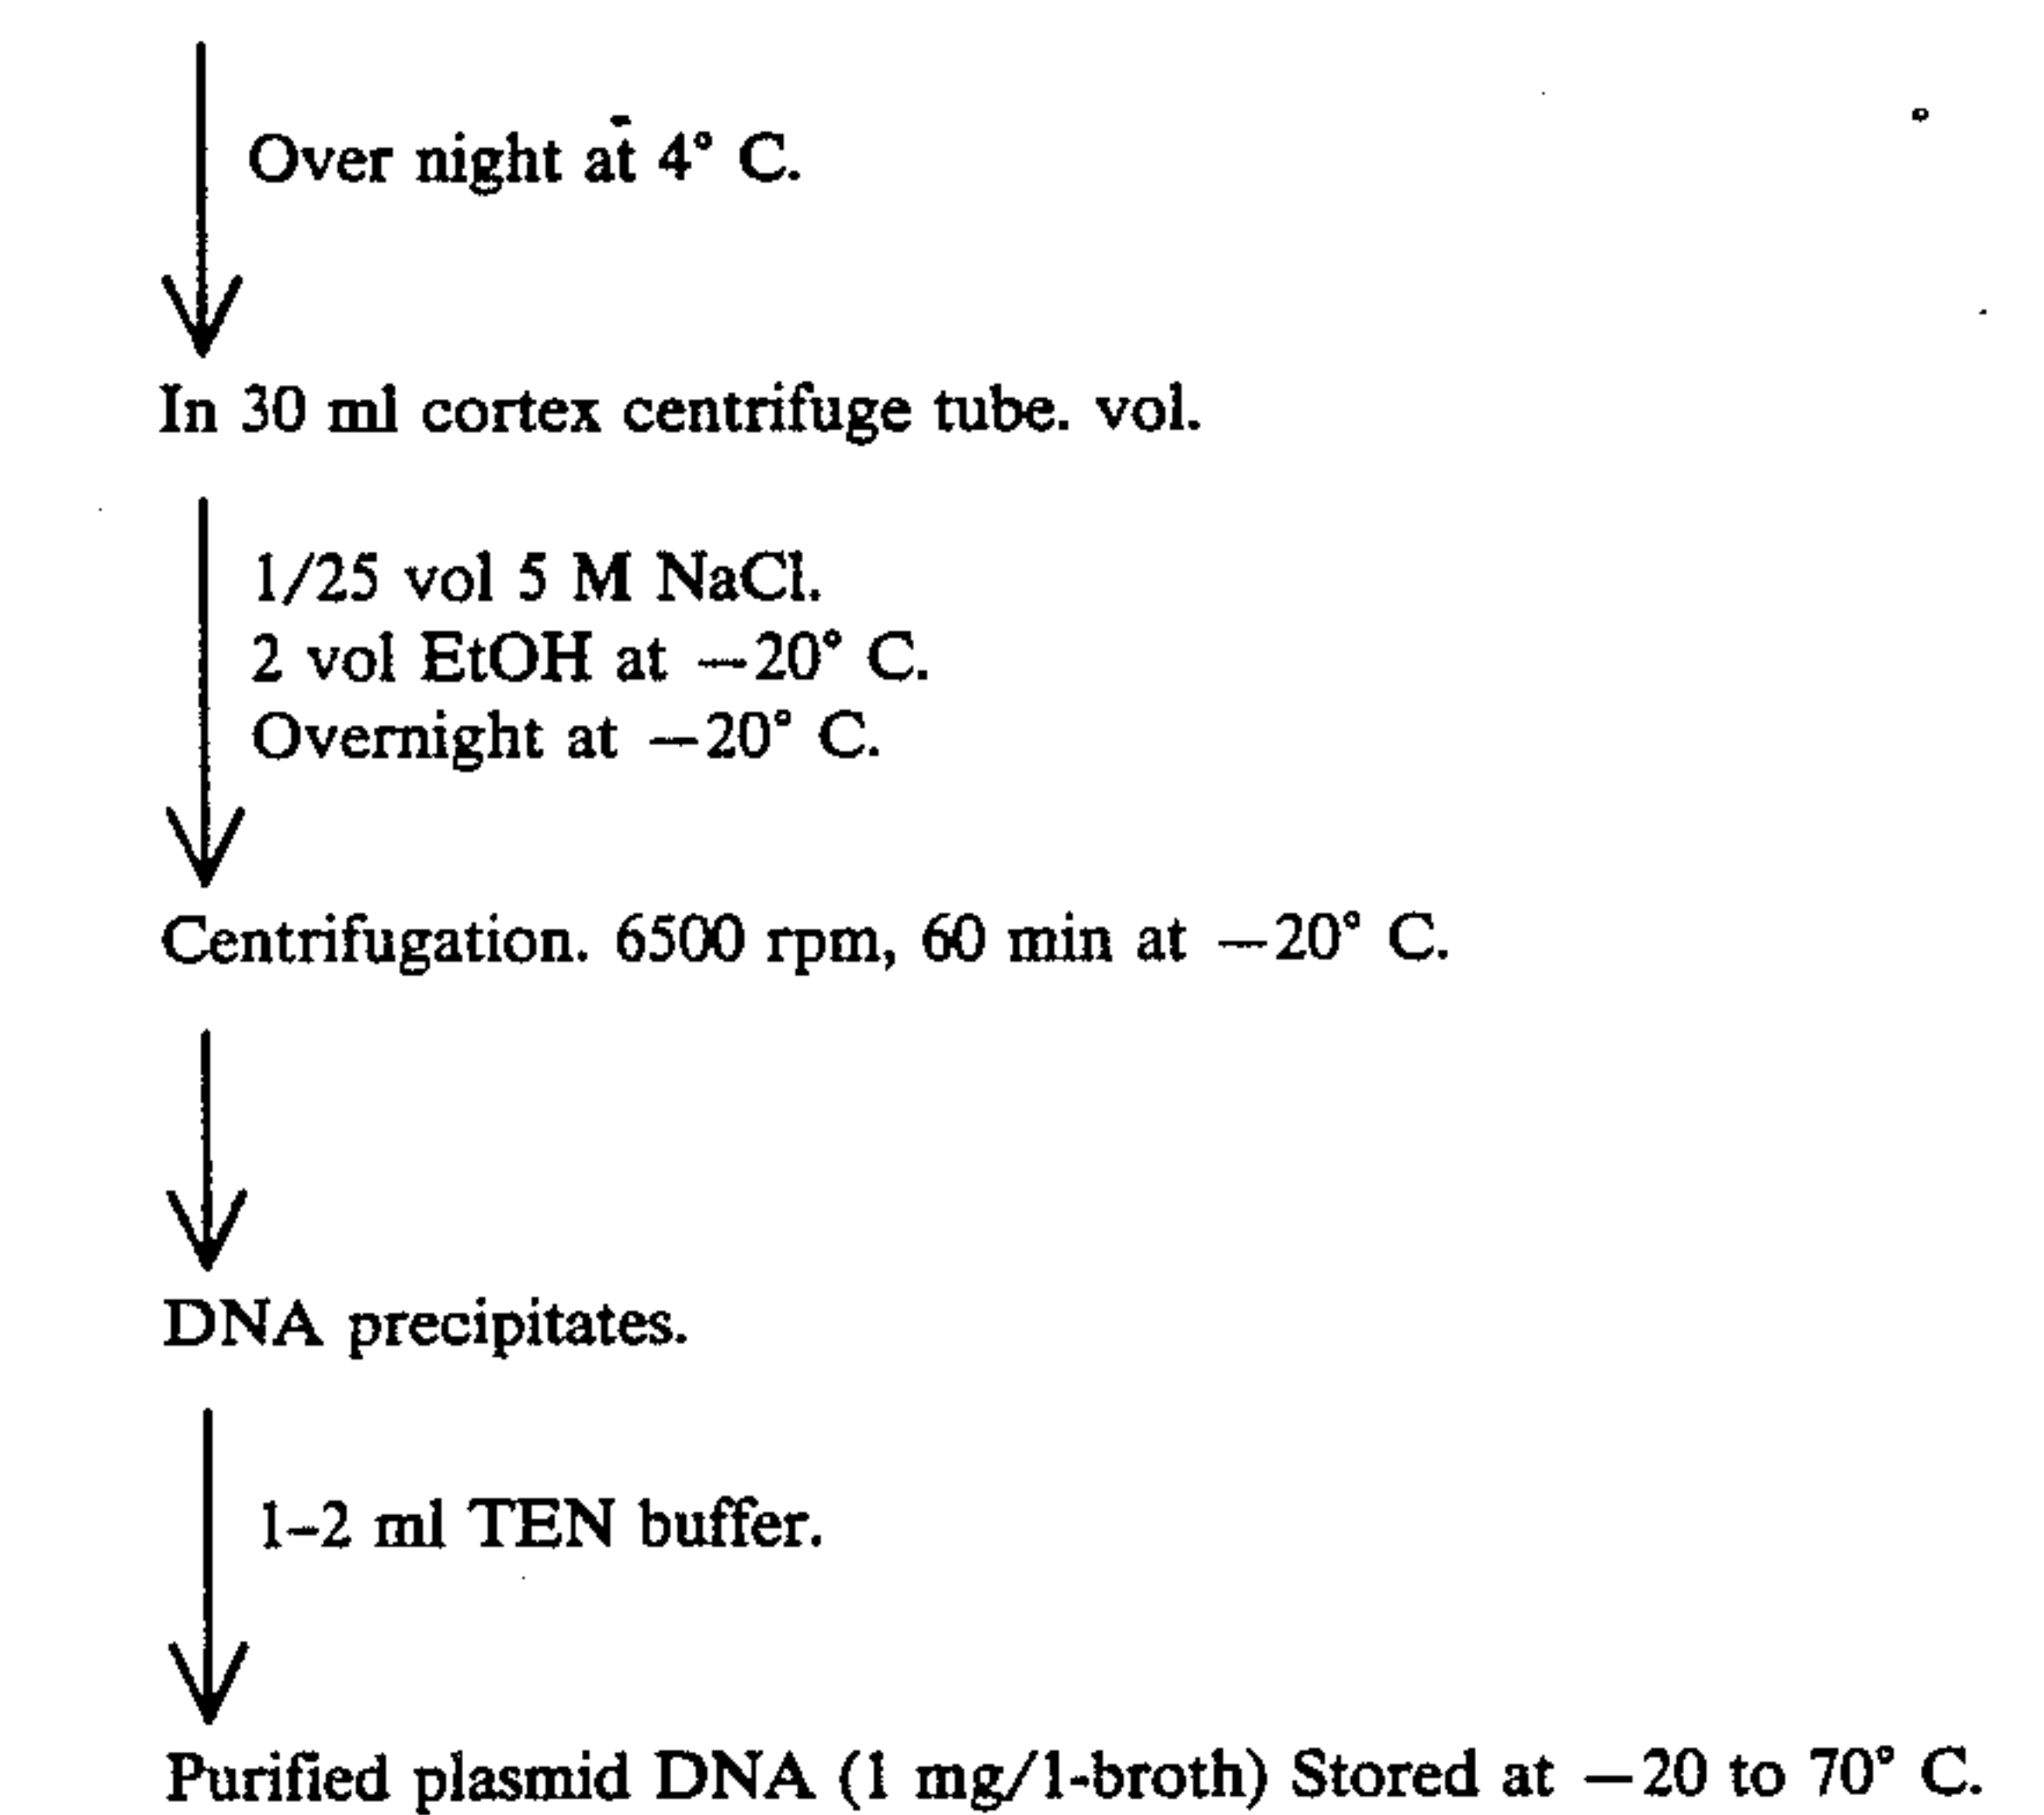 Over night at 4° C.
In 30 ml cortex centrifuge tube. vol.
1/25 vol 5 M NaCl.
2 vol EtOH at −20° C.
Overnight at −20° C.
Centrifugation. 6500 rpm, 60 min at −20° C.
DNA precipitates.
1–2 ml TEN buffer.
Purified plasmid DNA (1 mg/1-broth) Stored at −20 to 70° C.